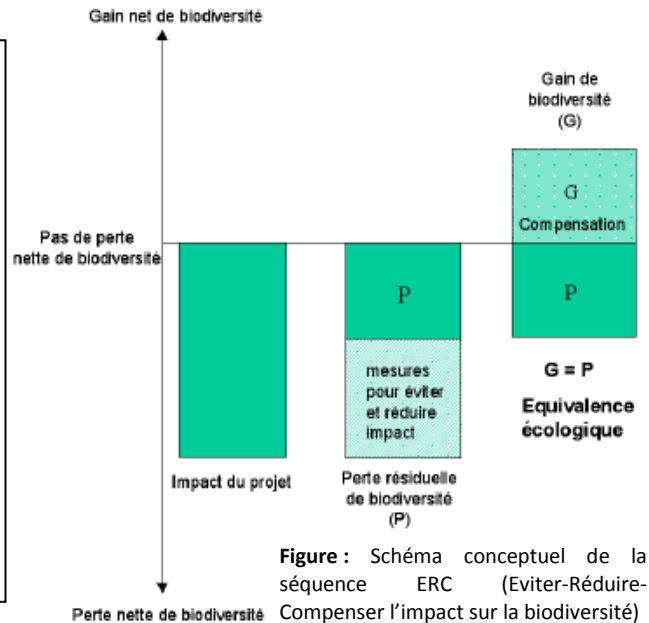 Gain net de biodiversité
Gain de
biodiversité
(G)
G
Compensation
Pas de perte
nette de biodiversité
P
P
mesures
pour éviter
et réduire
impact
G = P
Equivalence
écologique
Impact du projet
Perte résiduelle
de biodiversité
(P)
Figure : Schéma conceptuel de la
séquence ERC (Eviter-Réduire-
Compenser l'impact sur la biodiversité)
Perte nette de biodiversité